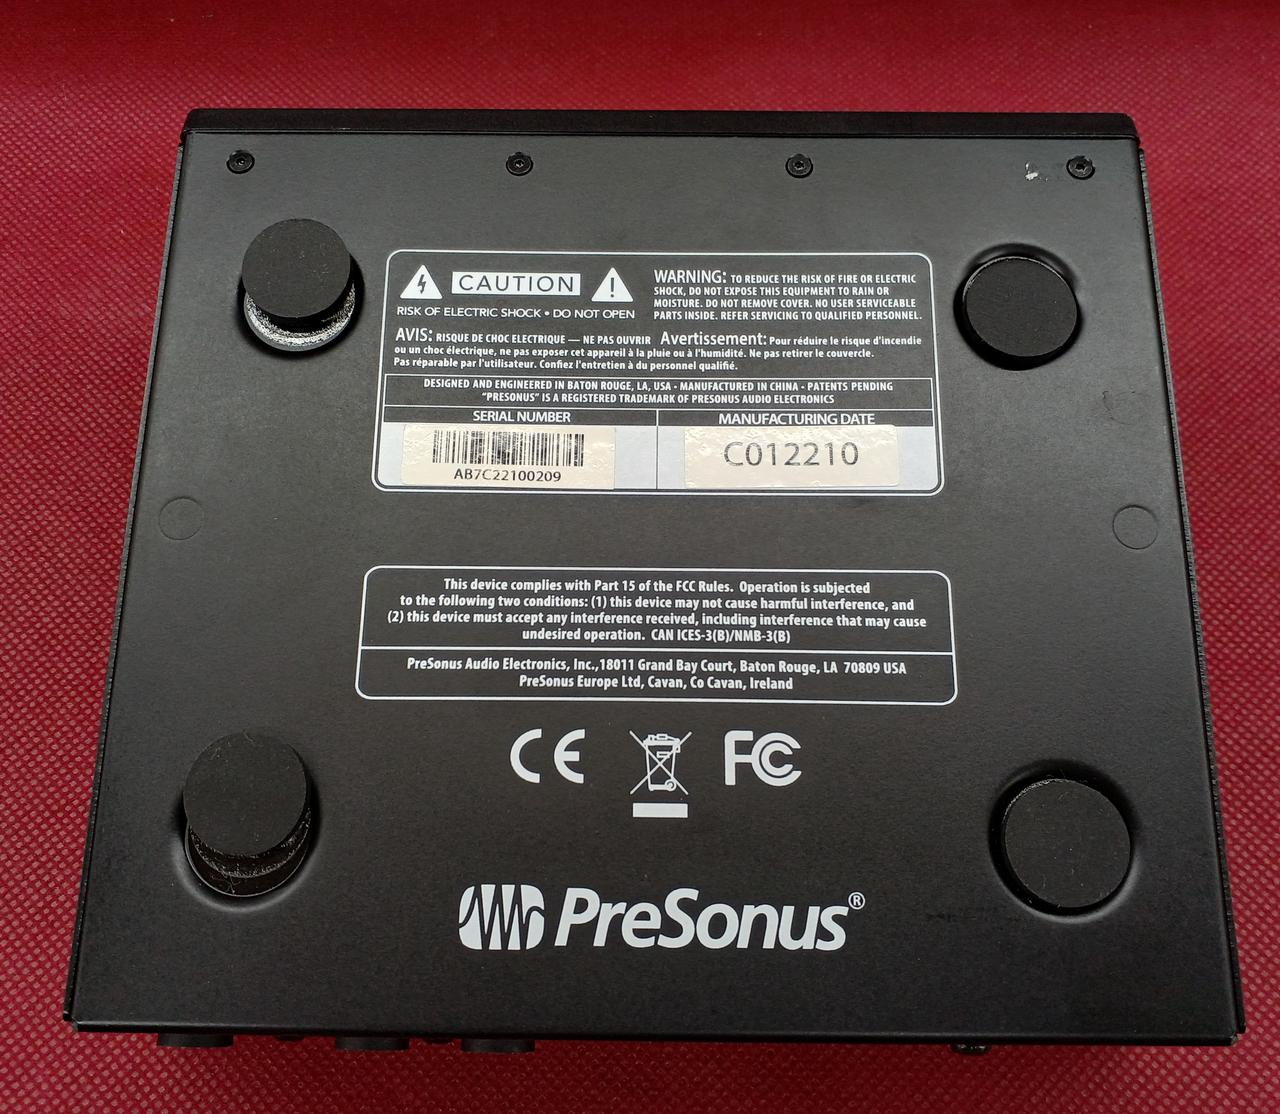 CAUTION
RISK OF ELECTRIC SHOCK • DO NOT OPEN
WARNING: TO REDUCE THE RISK OF FIRE OR ELECTRIC
SHOCK, DO NOT EXPOSE THIS EQUIPMENT TO RAIN OR
MOISTURE. DO NOT REMOVE COVER. NO USER SERVICEABLE
PARTS INSIDE. REFER SERVICING TO QUALIFIED PERSONNEL.
AVIS: RISQUE DE CHOC ELECTRIQUE — NE PAS OUVRIR Avertissement: Pour réduire le risque d'incendie
ou un choc électrique, ne pas exposer cet appareil à la pluie ou à l'humidité. Ne pas retirer le couvercle.
Pas réparable par l'utilisateur. Confiez l'entretien à du personnel qualifié.
DESIGNED AND ENGINEERED IN BATON ROUGE, LA, USA • MANUFACTURED IN CHINA • PATENTS PENDING
"PRESONUS" IS A REGISTERED TRADEMARK OF PRESONUS AUDIO ELECTRONICS
SERIAL NUMBER
AB7C22100209
MANUFACTURING DATE
C012210
This device complies with Part 15 of the FCC Rules. Operation is subjected
to the following two conditions: (1) this device may not cause harmful interference, and
(2) this device must accept any interference received, including interference that may cause
undesired operation. CAN ICES-3(B)/NMB-3(B)
PreSonus Audio Electronics, Inc.,18011 Grand Bay Court, Baton Rouge, LA 70809 USA
PreSonus Europe Ltd, Cavan, Co Cavan, Ireland
CE FC
PreSonus®